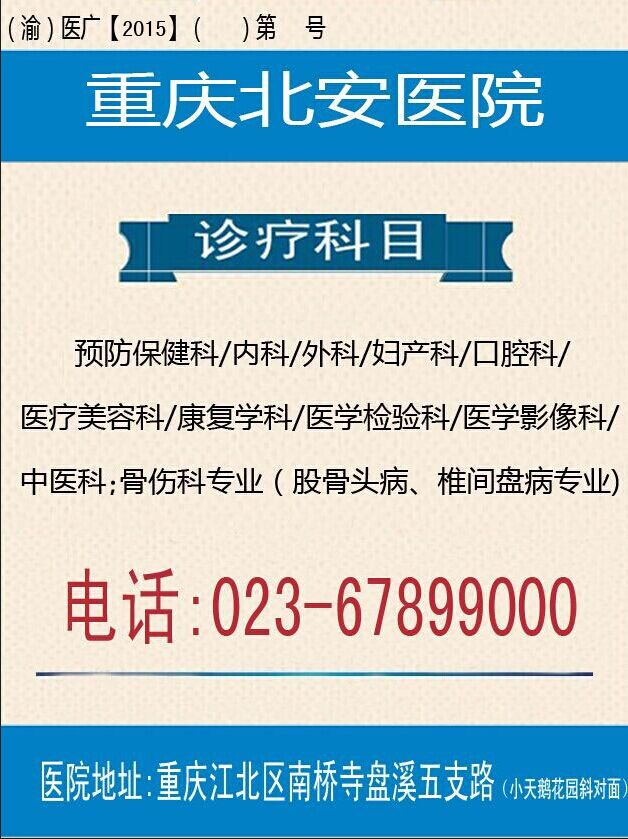 (渝)医广【2015】(　　)第　号
重庆北安医院
诊疗科目
预防保健科/内科/外科/妇产科/口腔科/
医疗美容科/康复学科/医学检验科/医学影像科/
中医科;骨伤科专业(股骨头病、椎间盘病专业)
电话:023-67899000
医院地址:重庆江北区南桥寺盘溪五支路(小天鹅花园斜对面)